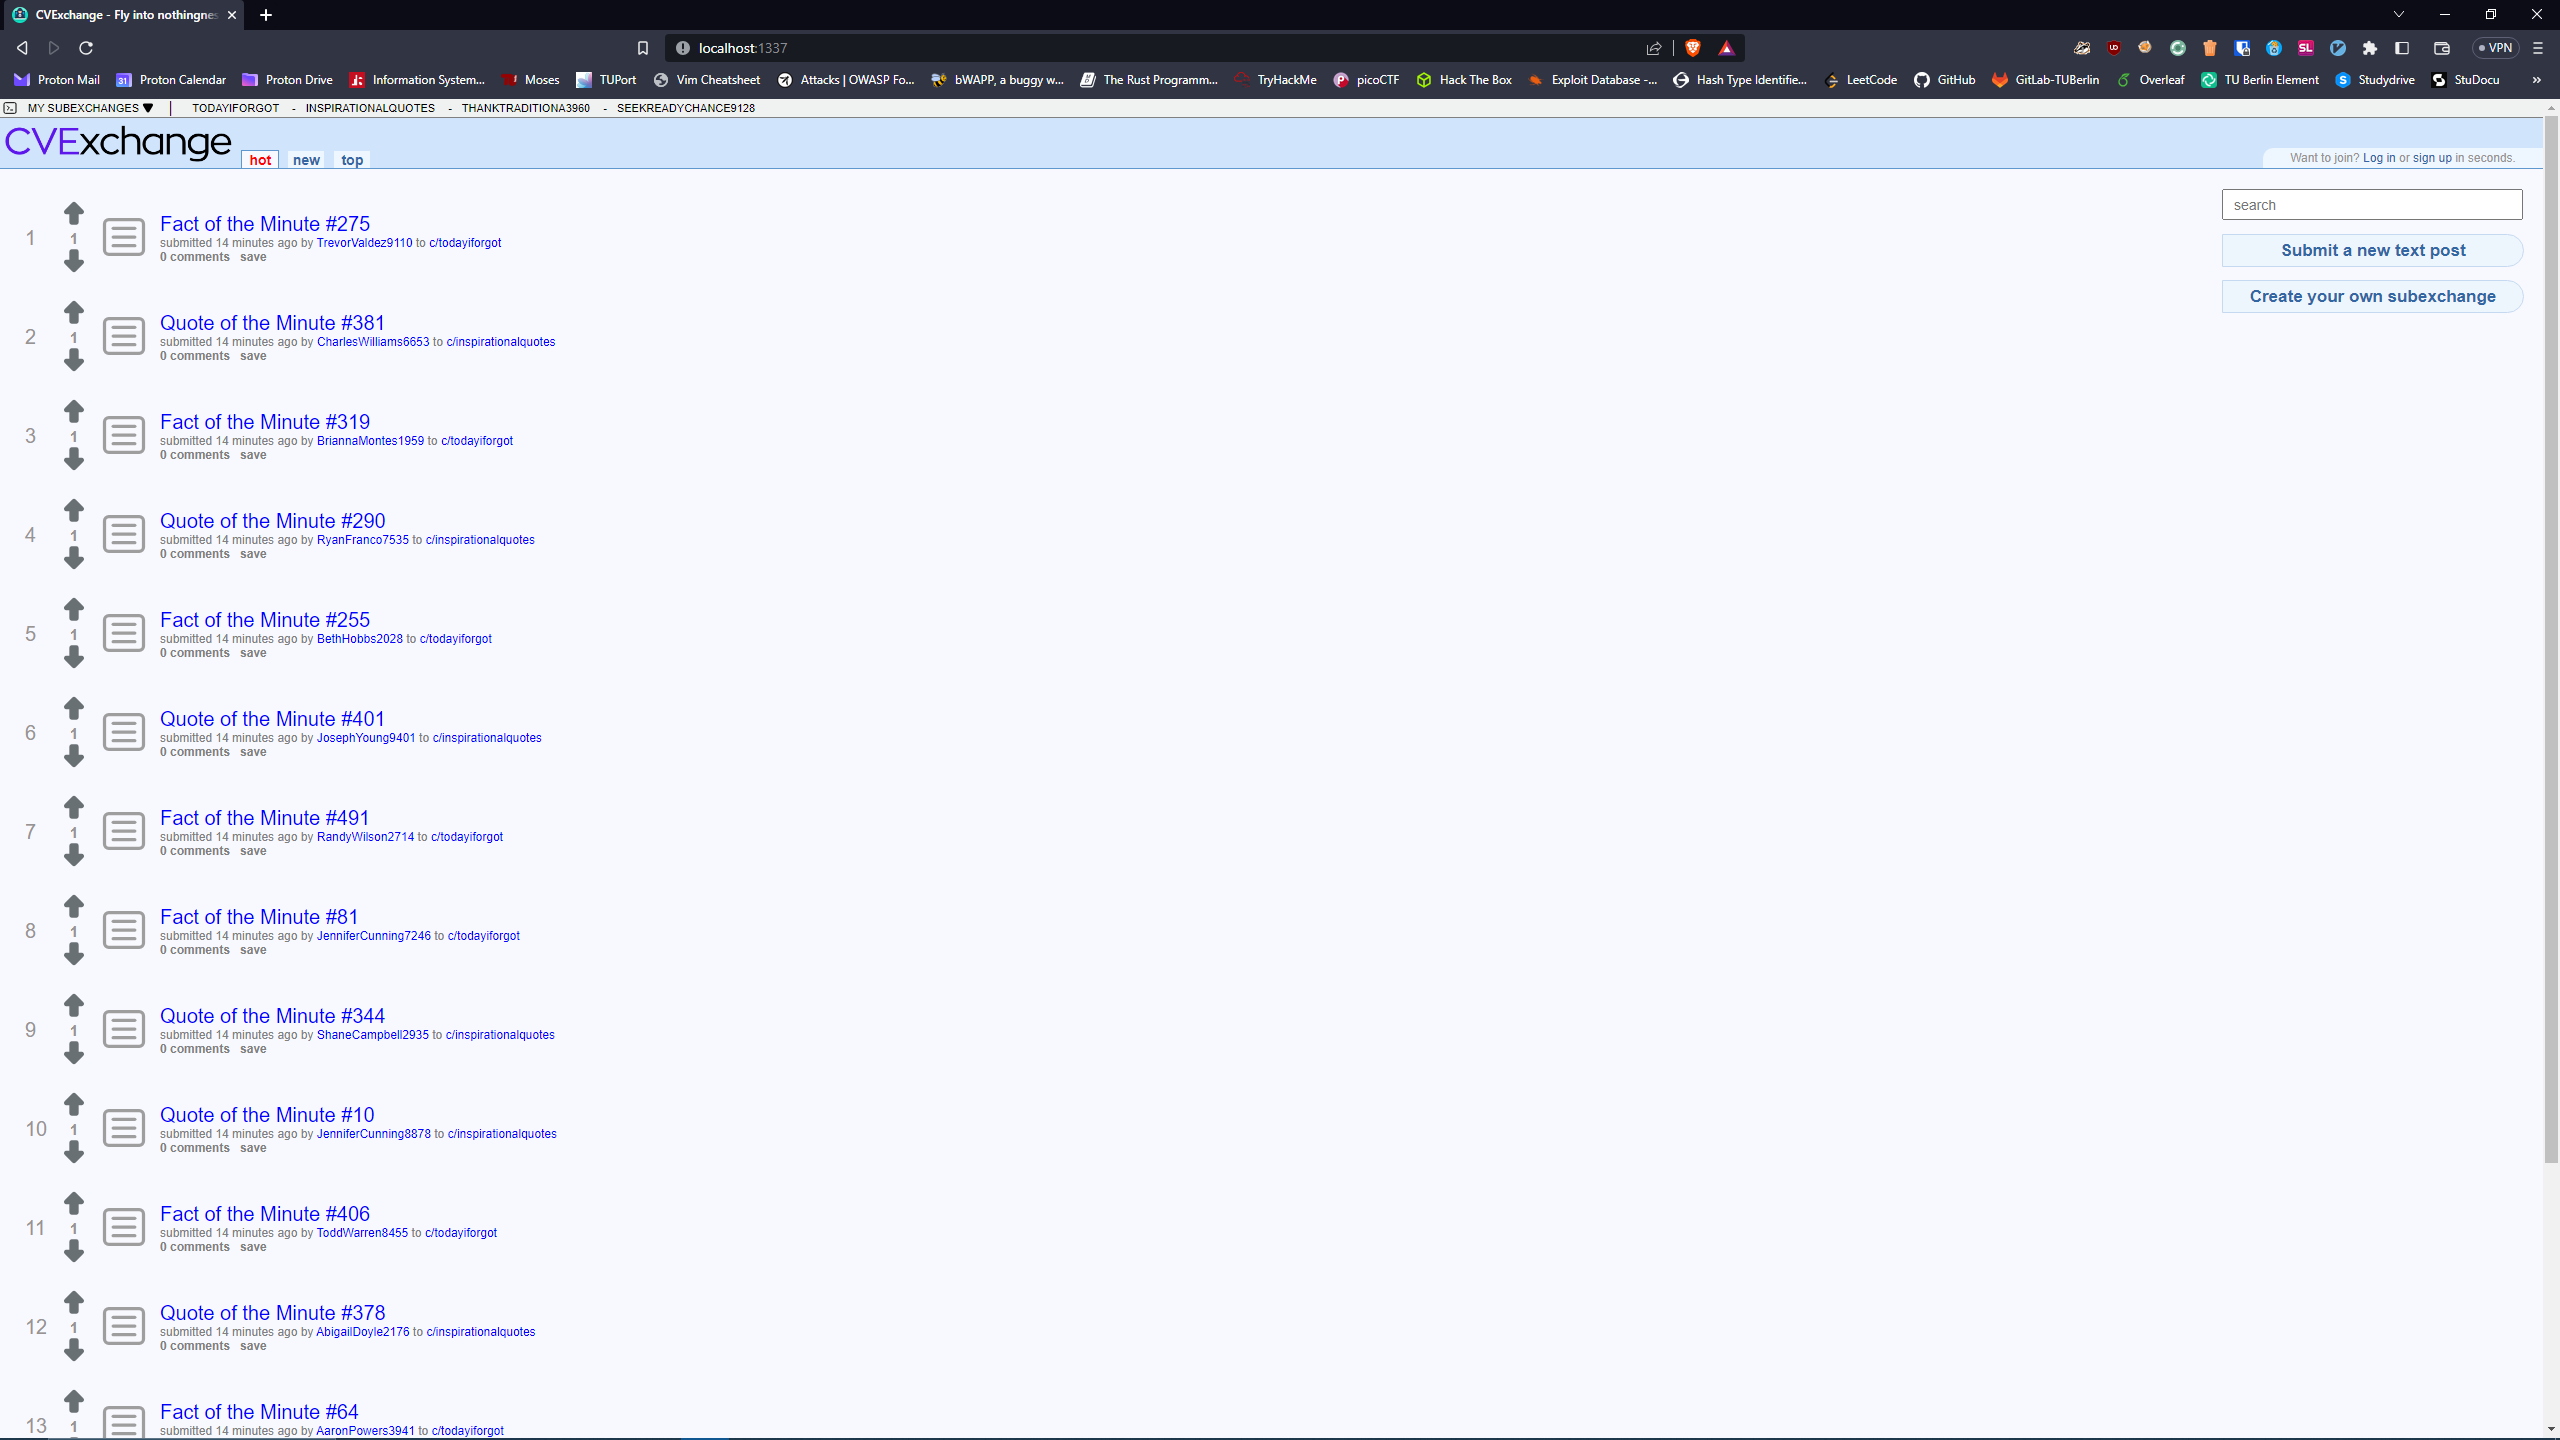 CVExchange - Fly into nothingnes
localhost:1337
VPN
Proton Mail
Proton Calendar
Proton Drive
Information System...
Moses
TUPort
Vim Cheatsheet
Attacks | OWASP Fo...
bWAPP, a buggy w...
The Rust Programm...
TryHackMe
picoCTF
Hack The Box
Exploit Database -...
Hash Type Identifie...
LeetCode
GitHub
GitLab-TUBerlin
Overleaf
TU Berlin Element
Studydrive
StuDocu
MY SUBEXCHANGES ▼ | TODAYIFORGOT - INSPIRATIONALQUOTES - THANKTRADITIONA3960 - SEEKREADYCHANCE9128
CVExchange hot new top
Want to join? Log in or sign up in seconds.
search
Submit a new text post
Create your own subexchange
1
1
Fact of the Minute #275
submitted 14 minutes ago by TrevorValdez9110 to c/todayiforgot
0 comments save
2
1
Quote of the Minute #381
submitted 14 minutes ago by CharlesWilliams6653 to c/inspirationalquotes
0 comments save
3
1
Fact of the Minute #319
submitted 14 minutes ago by BriannaMontes1959 to c/todayiforgot
0 comments save
4
1
Quote of the Minute #290
submitted 14 minutes ago by RyanFranco7535 to c/inspirationalquotes
0 comments save
5
1
Fact of the Minute #255
submitted 14 minutes ago by BethHobbs2028 to c/todayiforgot
0 comments save
6
1
Quote of the Minute #401
submitted 14 minutes ago by JosephYoung9401 to c/inspirationalquotes
0 comments save
7
1
Fact of the Minute #491
submitted 14 minutes ago by RandyWilson2714 to c/todayiforgot
0 comments save
8
1
Fact of the Minute #81
submitted 14 minutes ago by JenniferCunning7246 to c/todayiforgot
0 comments save
9
1
Quote of the Minute #344
submitted 14 minutes ago by ShaneCampbell2935 to c/inspirationalquotes
0 comments save
10
1
Quote of the Minute #10
submitted 14 minutes ago by JenniferCunning8878 to c/inspirationalquotes
0 comments save
11
1
Fact of the Minute #406
submitted 14 minutes ago by ToddWarren8455 to c/todayiforgot
0 comments save
12
1
Quote of the Minute #378
submitted 14 minutes ago by AbigailDoyle2176 to c/inspirationalquotes
0 comments save
13
1
Fact of the Minute #64
submitted 14 minutes ago by AaronPowers3941 to c/todayiforgot